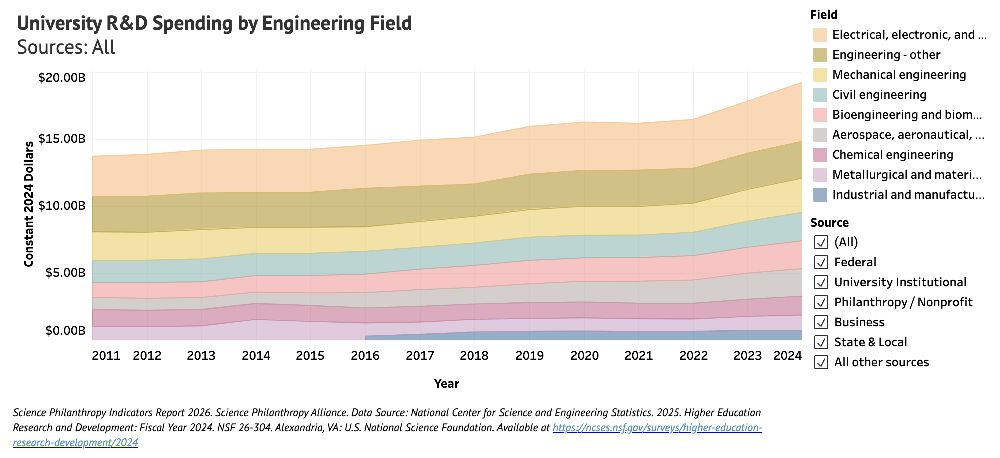 University R&D Spending by Engineering Field
Sources: All
Field
Electrical, electronic, and ...
Engineering - other
Mechanical engineering
Civil engineering
Bioengineering and biom...
Aerospace, aeronautical, ...
Chemical engineering
Metallurgical and materi...
Industrial and manufactu...
Source
(All)
Federal
University Institutional
Philanthropy / Nonprofit
Business
State & Local
All other sources
Constant 2024 Dollars
$20.00B
$15.00B
$10.00B
$5.00B
$0.00B
2011 2012 2013 2014 2015 2016 2017 2018 2019 2020 2021 2022 2023 2024
Year
Science Philanthropy Indicators Report 2026. Science Philanthropy Alliance. Data Source: National Center for Science and Engineering Statistics. 2025. Higher Education
Research and Development: Fiscal Year 2024. NSF 26-304. Alexandria, VA: U.S. National Science Foundation. Available at https://ncses.nsf.gov/surveys/higher-education-
research-development/2024